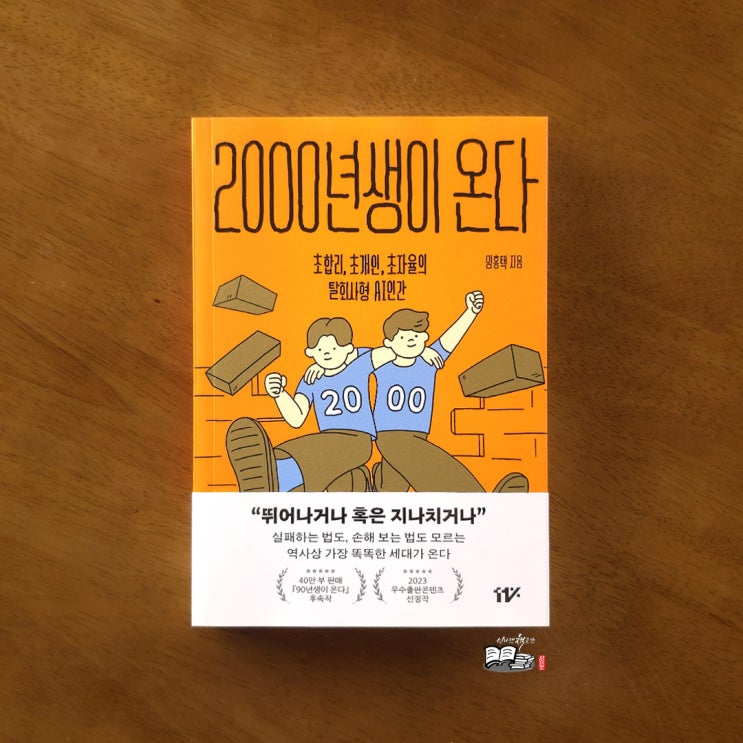 2000년생이 온다
초합리, 초개인, 초자율의
탈회사형 AI인간
임홍택 지음
20 00
“뛰어나거나 혹은 지나치거나”
실패하는 법도, 손해 보는 법도 모르는
역사상 가장 똑똑한 세대가 온다
★★★★★
40만 부 판매
『90년생이 온다』
후속작
★★★★★
2023
우수출판콘텐츠
선정작